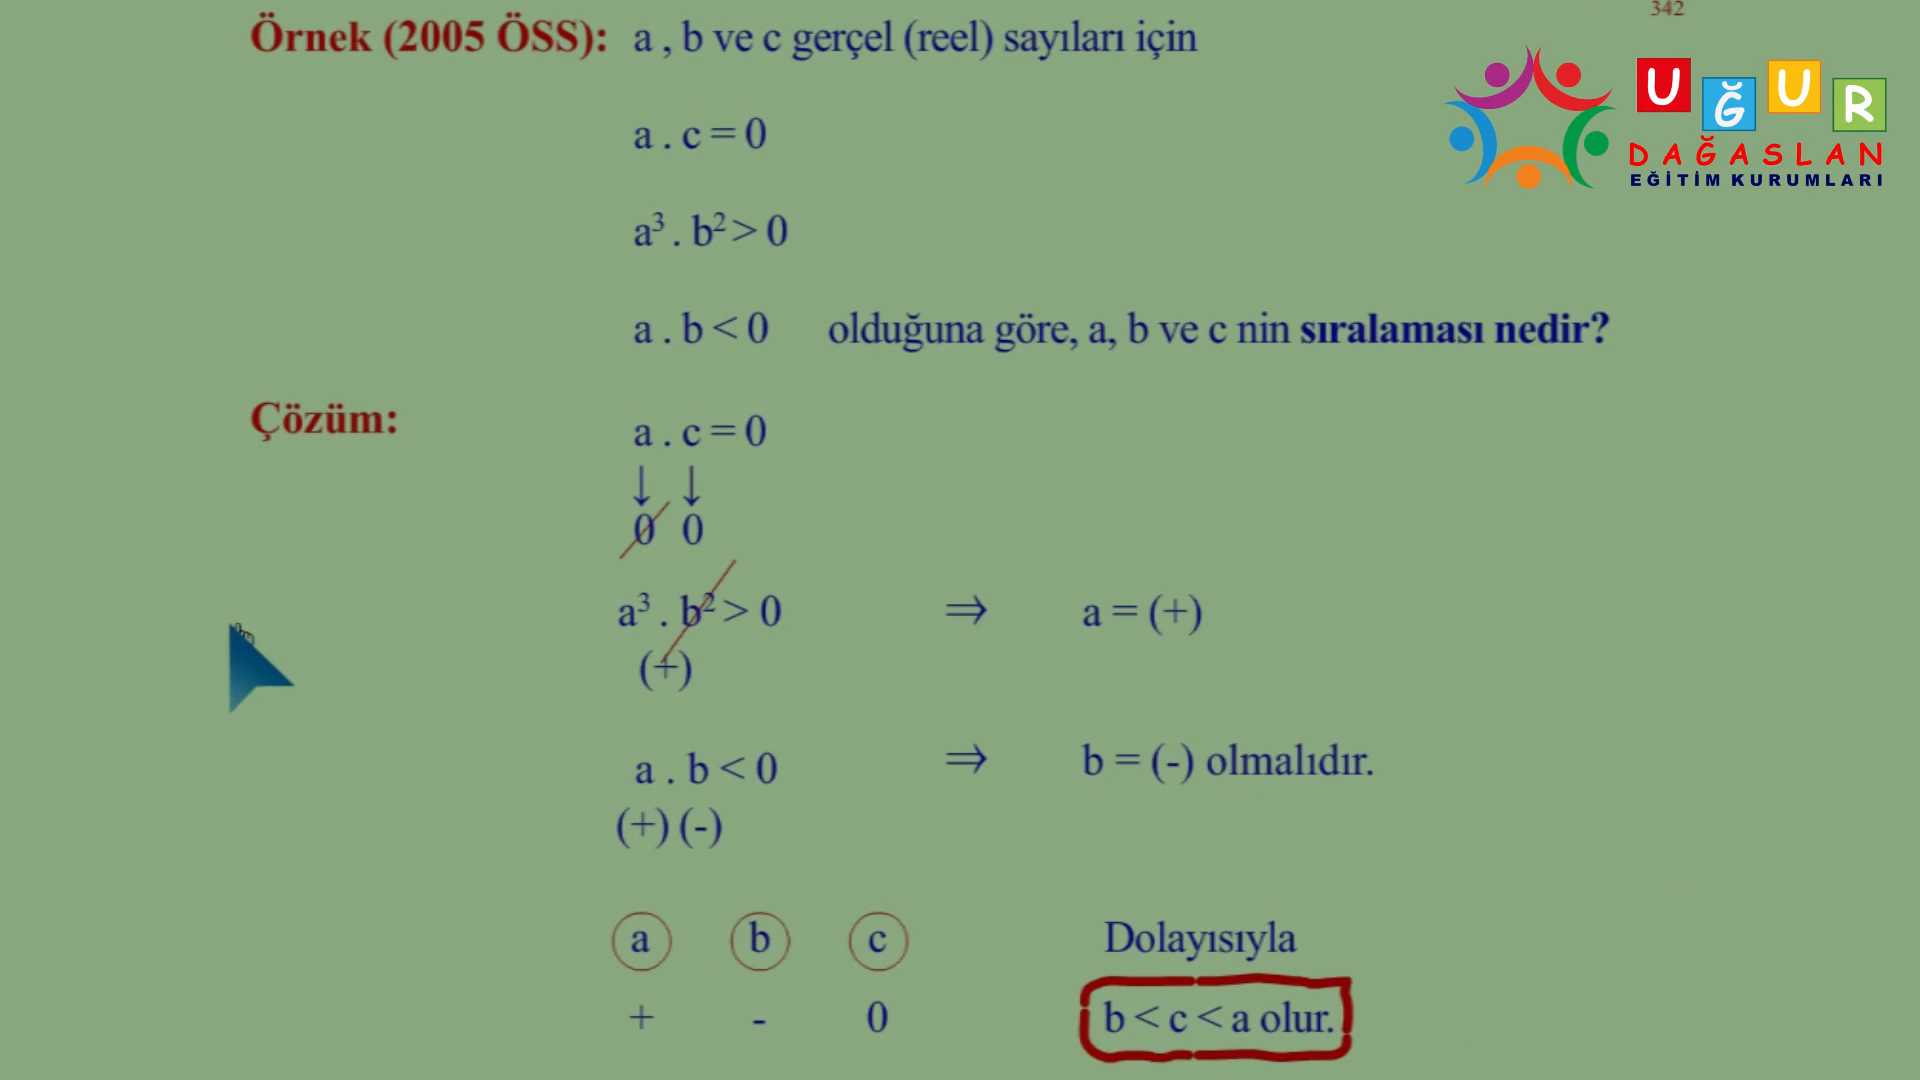 342
Örnek (2005 ÖSS): a , b ve c gerçel (reel) sayıları için
UĞUR
DAĞASLAN
EĞİTİM KURUMLARI
a . c = 0
a³ . b² > 0
a . b < 0 olduğuna göre, a, b ve c nin sıralaması nedir?
Çözüm: a . c = 0
↓ ↓
0 0
a³ . b² > 0 ⇒ a = (+)
(+)
a . b < 0 ⇒ b = (-) olmalıdır.
(+) (-)
a b c Dolayısıyla
+ - 0 b < c < a olur.